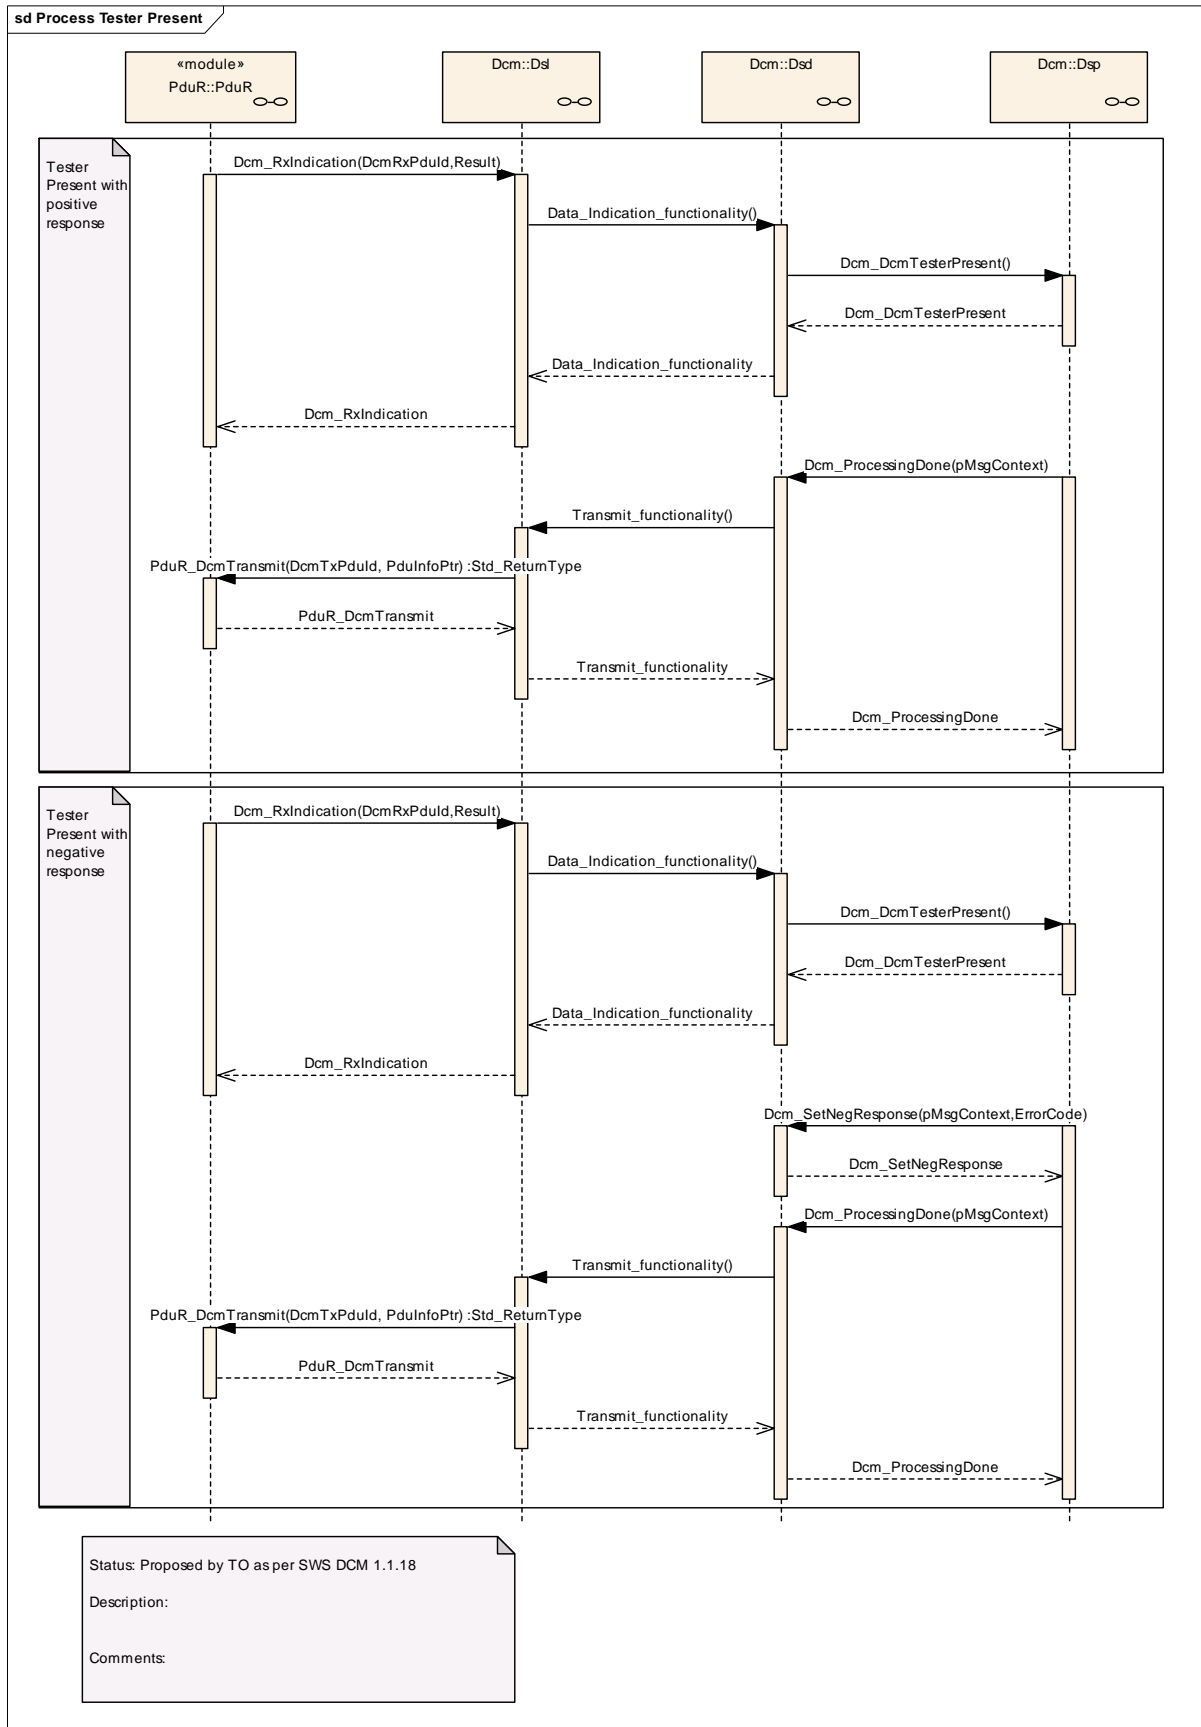 sd Process Tester Present
«module»
PduR::PduR
Dcm::Dsl
Dcm::Dsd
Dcm::Dsp
Tester
Present with
positive
response
Dcm_RxIndication(DcmRxPduId,Result)
Data_Indication_functionality()
Dcm_DcmTesterPresent()
Dcm_DcmTesterPresent
Data_Indication_functionality
Dcm_RxIndication
Dcm_ProcessingDone(pMsgContext)
Transmit_functionality()
PduR_DcmTransmit(DcmTxPduId, PduInfoPtr) :Std_ReturnType
PduR_DcmTransmit
Transmit_functionality
Dcm_ProcessingDone
Tester
Present with
negative
response
Dcm_RxIndication(DcmRxPduId,Result)
Data_Indication_functionality()
Dcm_DcmTesterPresent()
Dcm_DcmTesterPresent
Data_Indication_functionality
Dcm_RxIndication
Dcm_SetNegResponse(pMsgContext,ErrorCode)
Dcm_SetNegResponse
Dcm_ProcessingDone(pMsgContext)
Transmit_functionality()
PduR_DcmTransmit(DcmTxPduId, PduInfoPtr) :Std_ReturnType
PduR_DcmTransmit
Transmit_functionality
Dcm_ProcessingDone
Status: Proposed by TO as per SWS DCM 1.1.18
Description:
Comments: